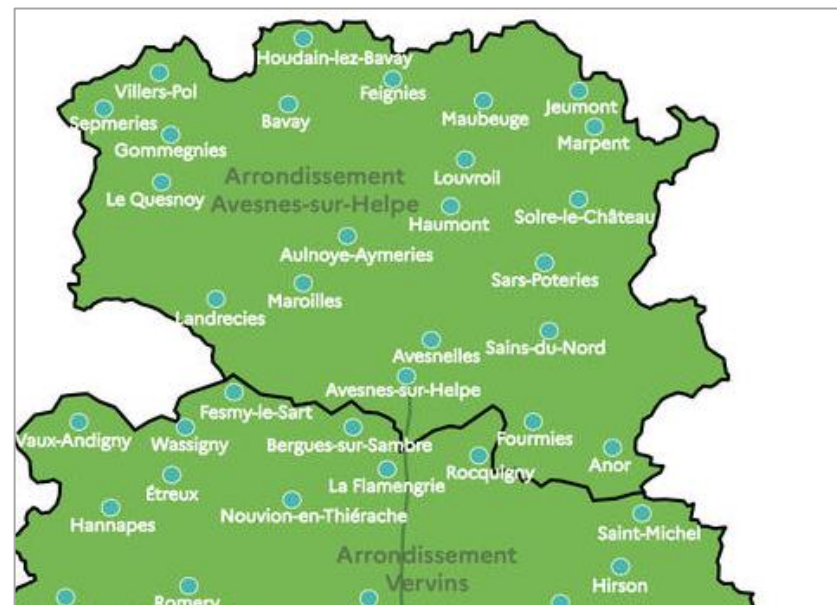 Houdain-lez-Bavay
Villers-Pol
Feignies
Jeumont
Sepmeries
Bavay
Maubeuge
Gommegnies
Marpent
Arrondissement
Avesnes-sur-Helpe
Louvroil
Le Quesnoy
Haumont
Solre-le-Château
Aulnoye-Aymeries
Sars-Poteries
Maroilles
Landrecies
Avesnelles
Sains-du-Nord
Avesnes-sur-Helpe
Fesmy-le-Sart
Vaux-Andigny
Wassigny
Bergues-sur-Sambre
Fourmies
Anor
Rocquigny
La Flamengrie
Étreux
Hannapes
Nouvion-en-Thiérache
Saint-Michel
Arrondissement
Vervins
Hirson
Romery